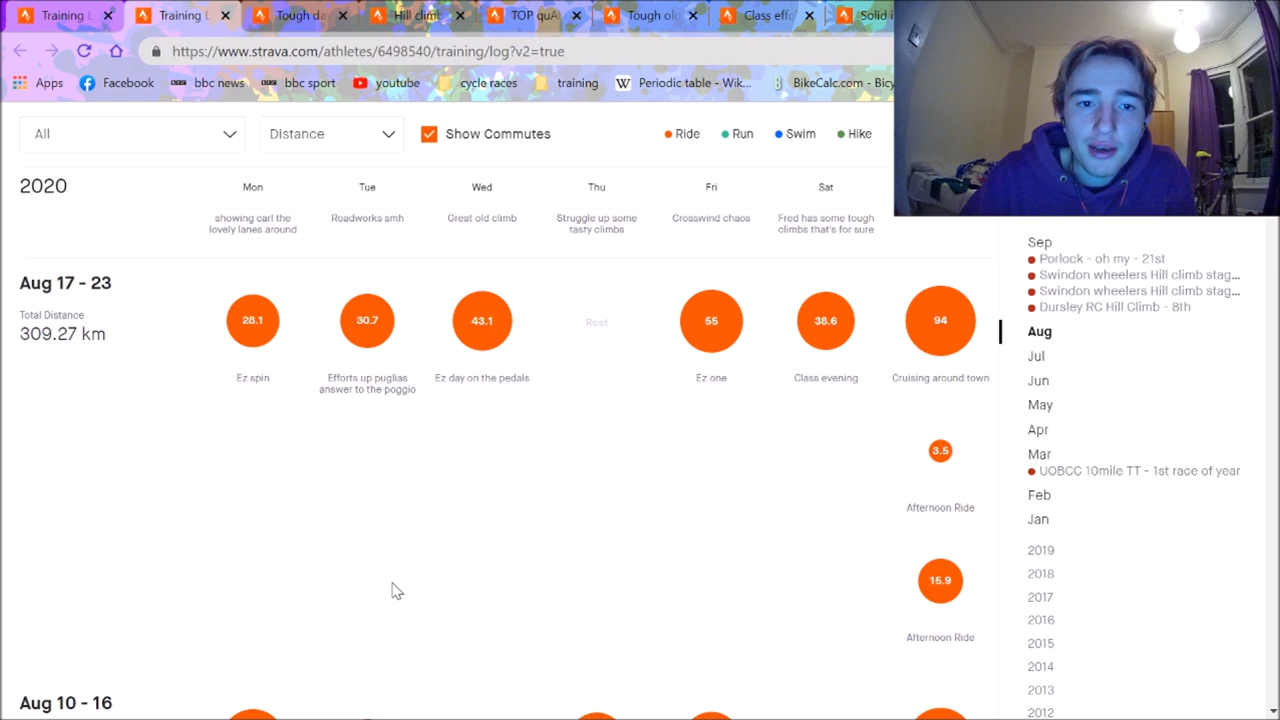 Training L
Training L
Tough da
Hill climb
TOP quAl
Tough ol
Class effo
Solid i
https://www.strava.com/athletes/6498540/training/log?v2=true
Apps
Facebook
BBC bbc news
BBC bbc sport
youtube
cycle races
training
W Periodic table - Wik...
BikeCalc.com - Bicy
All
Distance
Show Commutes
Ride
Run
Swim
Hike
2020
Mon
Tue
Wed
Thu
Fri
Sat
showing carl the
lovely lanes around
Roadworks smh
Great old climb
Struggle up some
tasty climbs
Crosswind chaos
Fred has some tough
climbs that's for sure
Aug 17 - 23
Total Distance
309.27 km
28.1
30.7
43.1
Rest
55
38.6
94
Ez spin
Efforts up puglias
answer to the poggio
Ez day on the pedals
Ez one
Class evening
Cruising around town
3.5
Afternoon Ride
15.9
Afternoon Ride
Aug 10 - 16
Sep
Porlock - oh my - 21st
Swindon wheelers Hill climb stag...
Swindon wheelers Hill climb stag...
Dursley RC Hill Climb - 8th
Aug
Jul
Jun
May
Apr
Mar
UOBCC 10mile TT - 1st race of year
Feb
Jan
2019
2018
2017
2016
2015
2014
2013
2012